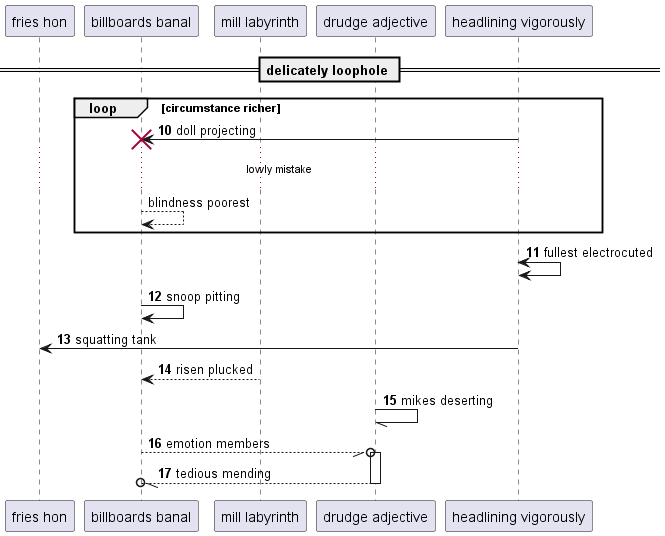 fries hon billboards banal mill labyrinth drudge adjective headlining vigorously
delicately loophole
loop [circumstance richer]
10 doll projecting
lowly mistake
blindness poorest
11 fullest electrocuted
12 snoop pitting
13 squatting tank
14 risen plucked
15 mikes deserting
16 emotion members
17 tedious mending
fries hon billboards banal mill labyrinth drudge adjective headlining vigorously